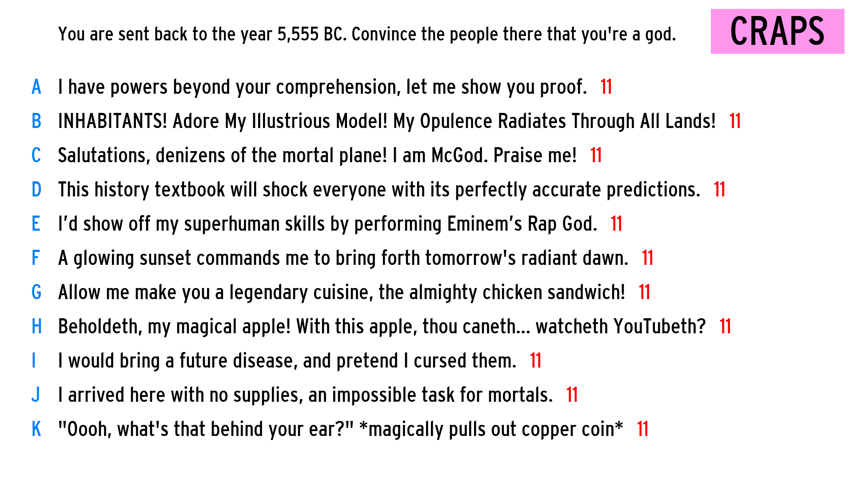 You are sent back to the year 5,555 BC. Convince the people there that you're a god.
CRAPS
A I have powers beyond your comprehension, let me show you proof. 11
B INHABITANTS! Adore My Illustrious Model! My Opulence Radiates Through All Lands! 11
C Salutations, denizens of the mortal plane! I am McGod. Praise me! 11
D This history textbook will shock everyone with its perfectly accurate predictions. 11
E I’d show off my superhuman skills by performing Eminem’s Rap God. 11
F A glowing sunset commands me to bring forth tomorrow's radiant dawn. 11
G Allow me make you a legendary cuisine, the almighty chicken sandwich! 11
H Beholdeth, my magical apple! With this apple, thou caneth... watcheth YouTubeth? 11
I I would bring a future disease, and pretend I cursed them. 11
J I arrived here with no supplies, an impossible task for mortals. 11
K "Oooh, what's that behind your ear?" *magically pulls out copper coin* 11